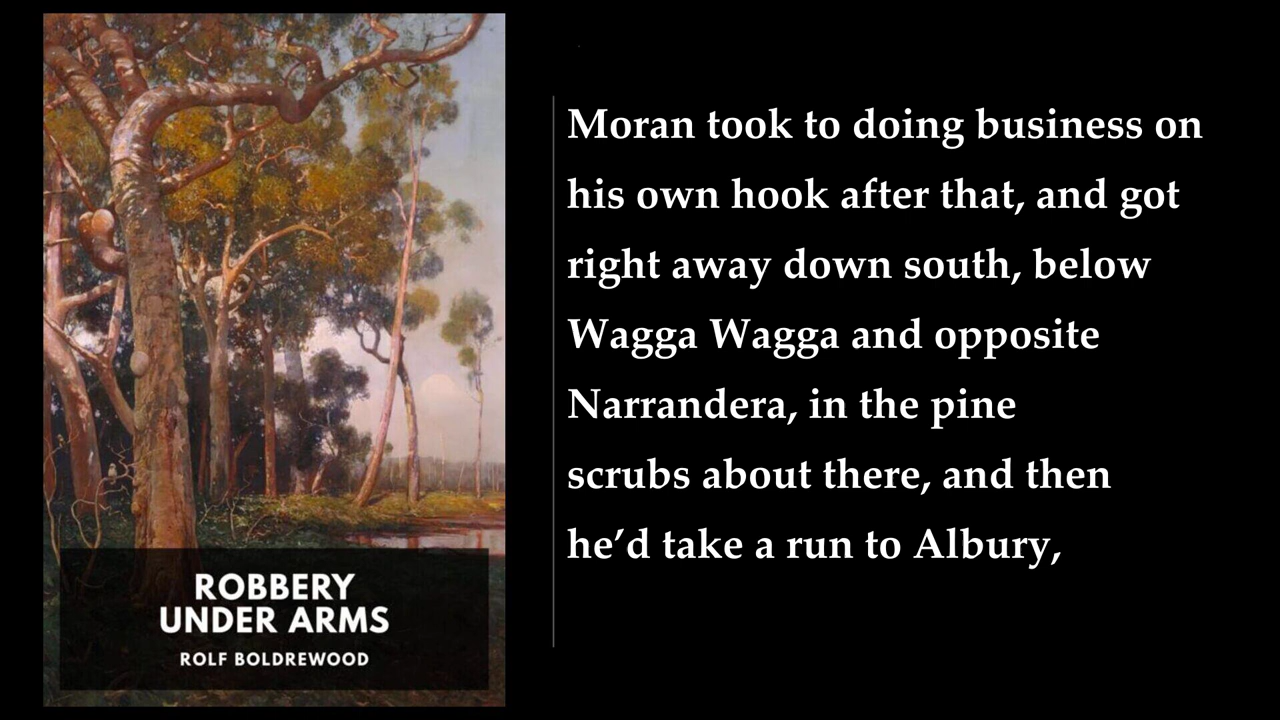 Moran took to doing business on
his own hook after that, and got
right away down south, below
Wagga Wagga and opposite
Narrandera, in the pine
scrubs about there, and then
he’d take a run to Albury,
ROBBERY
UNDER ARMS
ROLF BOLDREWOOD